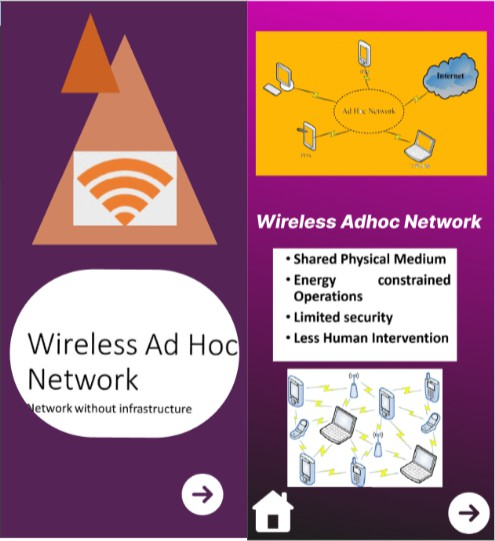 Wireless Ad Hoc
Network
Network without infrastructure
Internet
Ad Hoc Network
Wireless Adhoc Network
• Shared Physical Medium
• Energy constrained
Operations
• Limited security
• Less Human Intervention